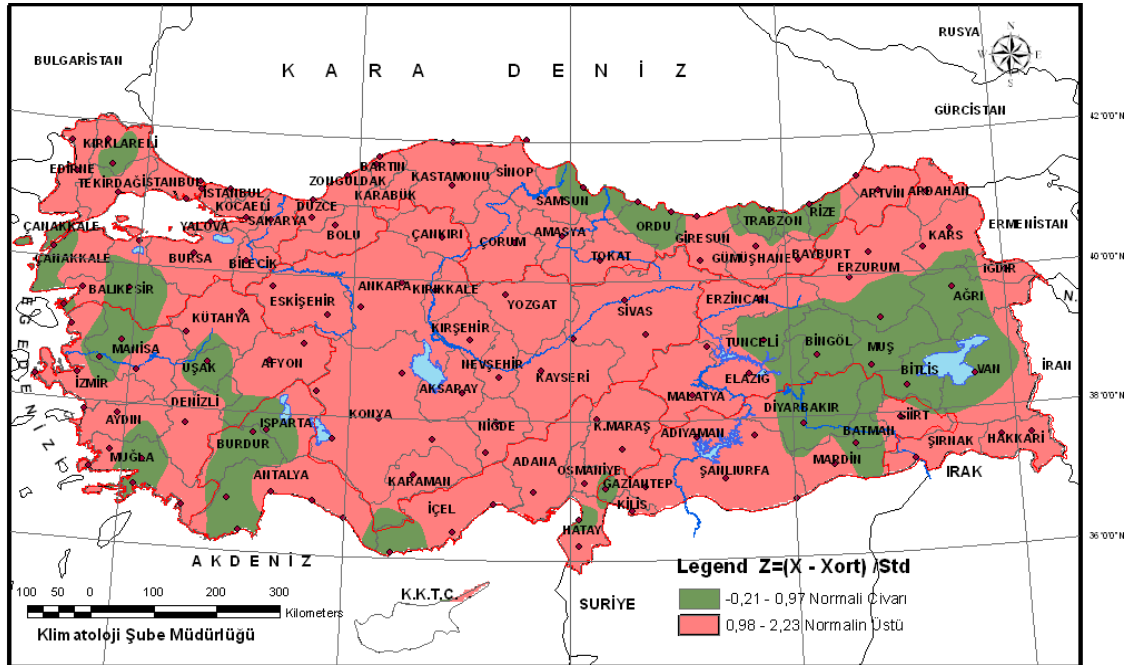 RUSYA
N
W E
S
BULGARİSTAN
K A R A D E N İ Z
GÜRCİSTAN
42°0'0"N
KIRKLARELİ
EDİRNE
TEKİRDAĞ
İSTANBUL
İSTANBUL
KOCAELİ
YALOVA
SAKARYA
DÜZCE
ZONGULDAK
BARTIN
KARABÜK
KASTAMONU
SİNOP
SAMSUN
ORDU
GİRESUN
TRABZON
RİZE
ARTVİN
ARDAHAN
ERMENİSTAN
KARS
ÇANAKKALE
ÇANAKKALE
BURSA
BİLECİK
BOLU
ÇANKIRI
ÇORUM
AMASYA
TOKAT
GÜMÜŞHANE
BAYBURT
ERZURUM
IĞDIR
40°0'0"N
N.
BALIKESİR
KÜTAHYA
ESKİŞEHİR
ANKARA
KIRIKKALE
YOZGAT
SİVAS
ERZİNCAN
AĞRI
E G E D E N İ Z İ
MANİSA
UŞAK
AFYON
KIRŞEHİR
NEVŞEHİR
KAYSERİ
TUNCELİ
BİNGÖL
MUŞ
BİTLİS
VAN
İRAN
İZMİR
AKSARAY
MALATYA
ELAZIĞ
DİYARBAKIR
38°0'0"N
AYDIN
DENİZLİ
ISPARTA
BURDUR
KONYA
NİĞDE
K.MARAŞ
ADIYAMAN
BATMAN
SİİRT
ŞIRNAK
HAKKARİ
MUĞLA
ANTALYA
KARAMAN
ADANA
OSMANİYE
GAZİANTEP
ŞANLIURFA
MARDİN
IRAK
İÇEL
KİLİS
HATAY
36°0'0"N
A K D E N İ Z
Legend Z=(X - Xort) /Std
100 50 0 100 200 300
Kilometers
K.K.T.C.
SURİYE
-0,21 - 0,97 Normali Civarı
0,98 - 2,23 Normalin Üstü
Klimatoloji Şube Müdürlüğü